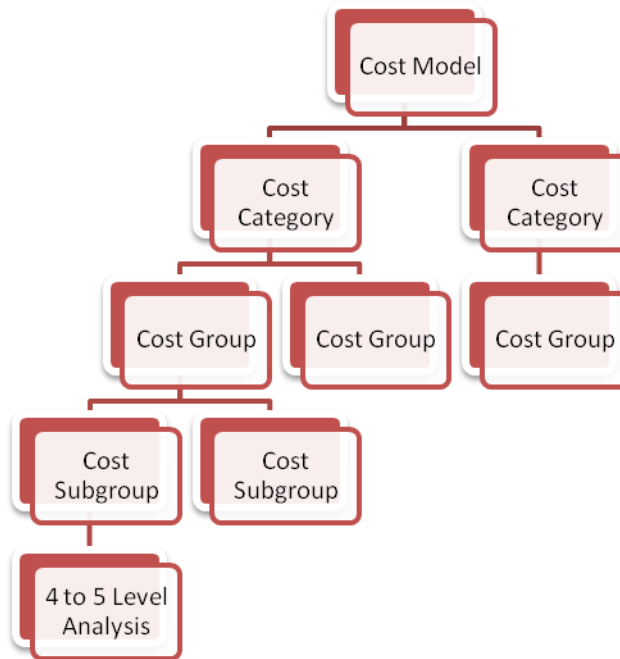 Cost Model
Cost
Category
Cost
Category
Cost Group
Cost Group
Cost Group
Cost
Subgroup
Cost
Subgroup
4 to 5 Level
Analysis